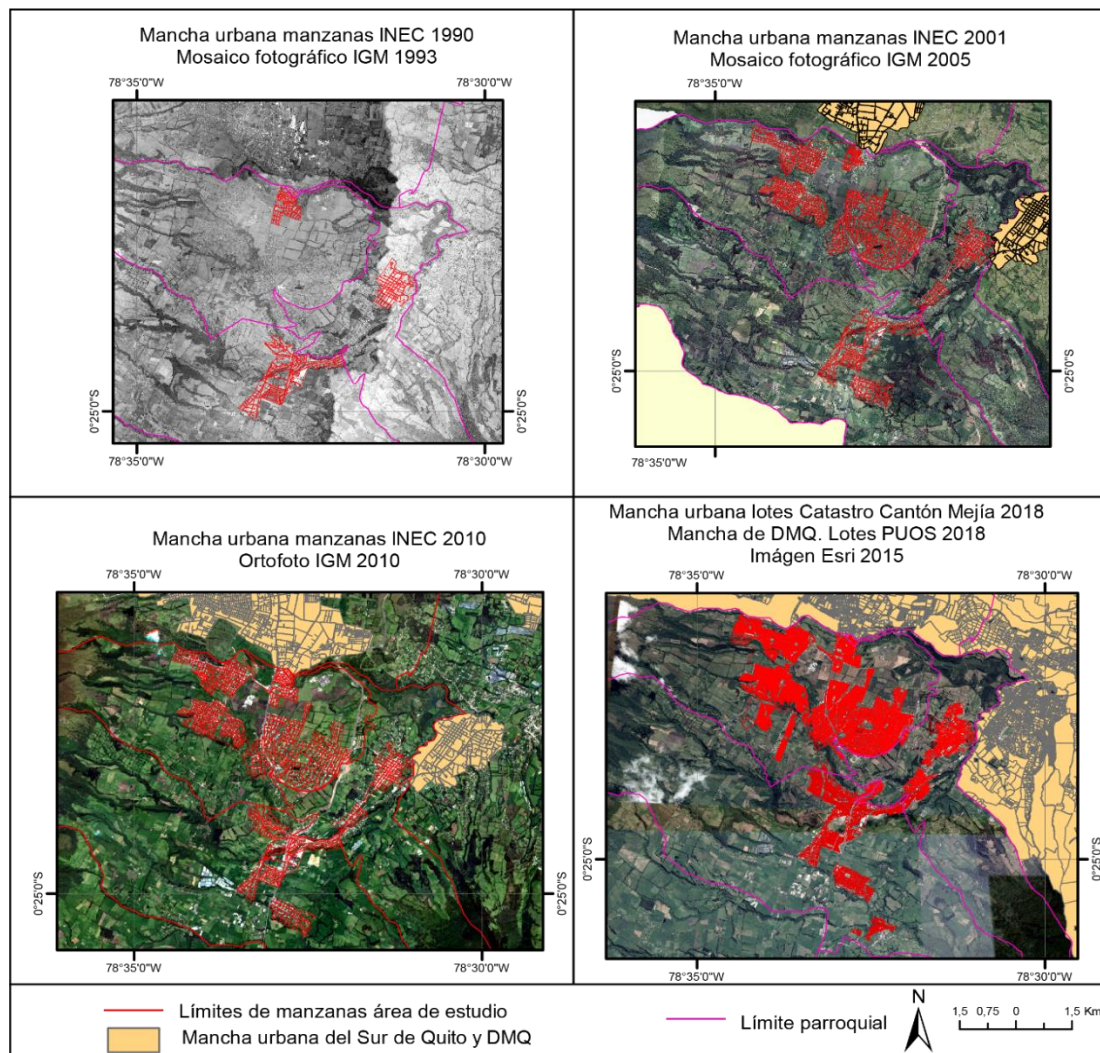 Mancha urbana manzanas INEC 1990
Mosaico fotográfico IGM 1993
78°35'0"W
78°30'0"W
0°25'0"S
0°25'0"S
78°35'0"W
78°30'0"W
Mancha urbana manzanas INEC 2001
Mosaico fotográfico IGM 2005
78°35'0"W
0°25'0"S
0°25'0"S
78°35'0"W
Mancha urbana manzanas INEC 2010
Ortofoto IGM 2010
78°35'0"W
78°30'0"W
0°25'0"S
0°25'0"S
78°35'0"W
78°30'0"W
Mancha urbana lotes Catastro Cantón Mejía 2018
Mancha de DMQ. Lotes PUOS 2018
Imágen Esri 2015
78°35'0"W
78°30'0"W
0°25'0"S
0°25'0"S
78°35'0"W
78°30'0"W
Límites de manzanas área de estudio
Mancha urbana del Sur de Quito y DMQ
Límite parroquial
N
1,5 0,75 0 1,5 Km